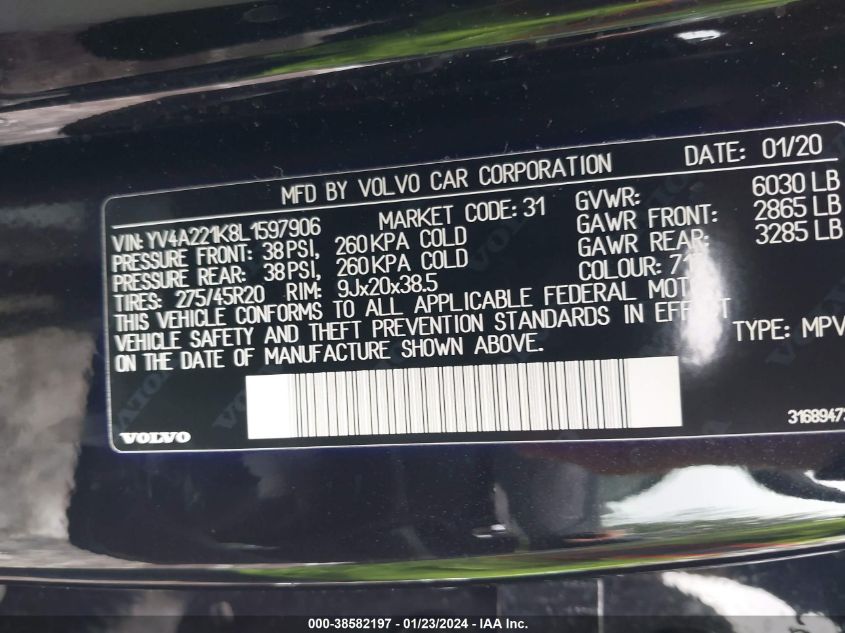 MFD BY VOLVO CAR CORPORATION DATE: 01/20
VIN: YV4A221K8L1597906 MARKET CODE: 31 GVWR: 6030 LB
PRESSURE FRONT: 38 PSI, 260 KPA COLD GAWR FRONT: 2865 LB
PRESSURE REAR: 38 PSI, 260 KPA COLD GAWR REAR: 3285 LB
TIRES: 275/45R20 RIM: 9Jx20x38.5 COLOUR:
THIS VEHICLE CONFORMS TO ALL APPLICABLE FEDERAL MOTOR
VEHICLE SAFETY AND THEFT PREVENTION STANDARDS IN EFFECT
ON THE DATE OF MANUFACTURE SHOWN ABOVE. TYPE: MPV
VOLVO
000-38582197 - 01/23/2024 - IAA Inc.